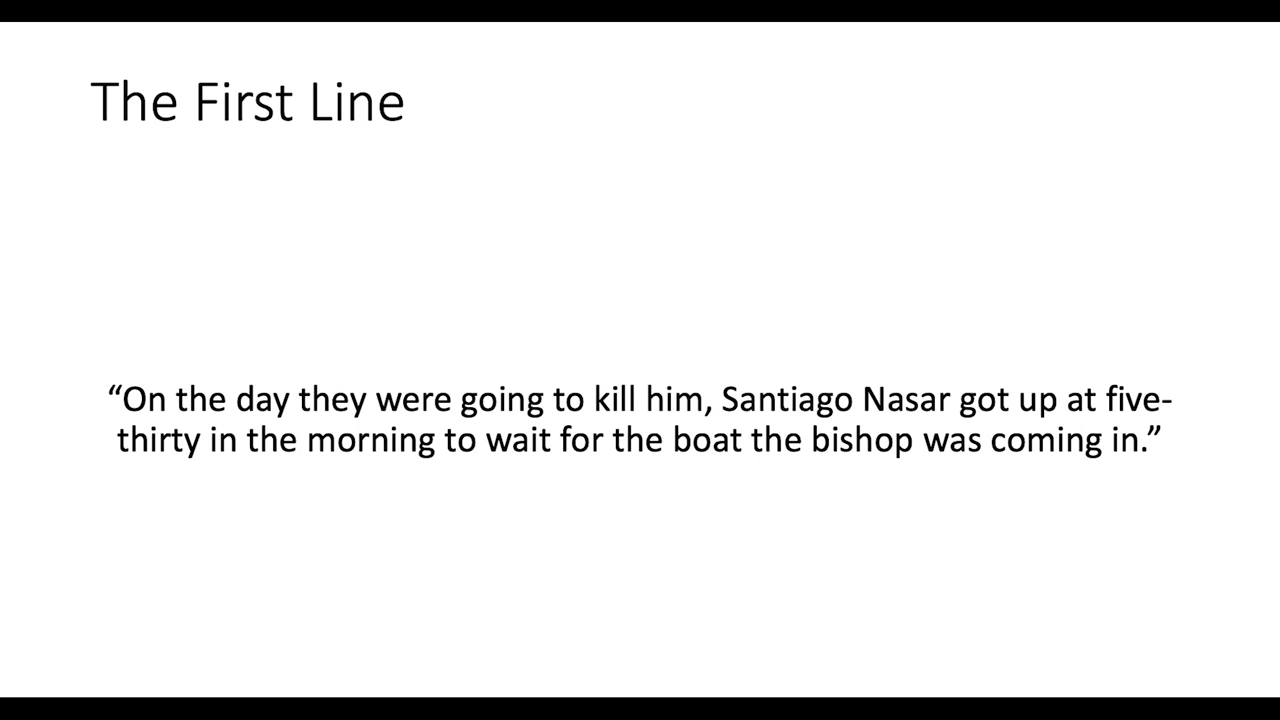 The First Line
“On the day they were going to kill him, Santiago Nasar got up at five-
thirty in the morning to wait for the boat the bishop was coming in.”